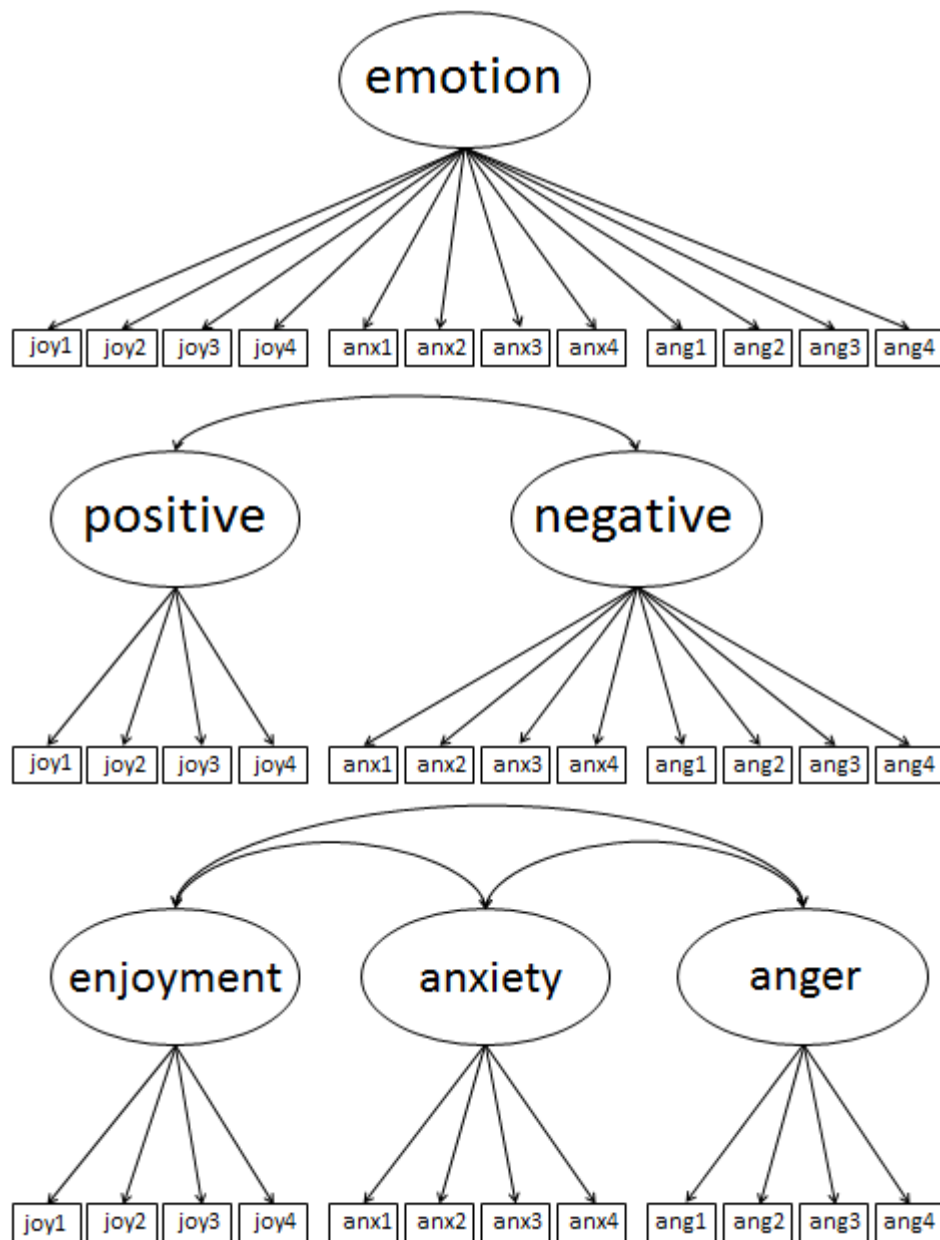 emotion
joy1 joy2 joy3 joy4 anx1 anx2 anx3 anx4 ang1 ang2 ang3 ang4
positive negative
joy1 joy2 joy3 joy4 anx1 anx2 anx3 anx4 ang1 ang2 ang3 ang4
enjoyment anxiety anger
joy1 joy2 joy3 joy4 anx1 anx2 anx3 anx4 ang1 ang2 ang3 ang4